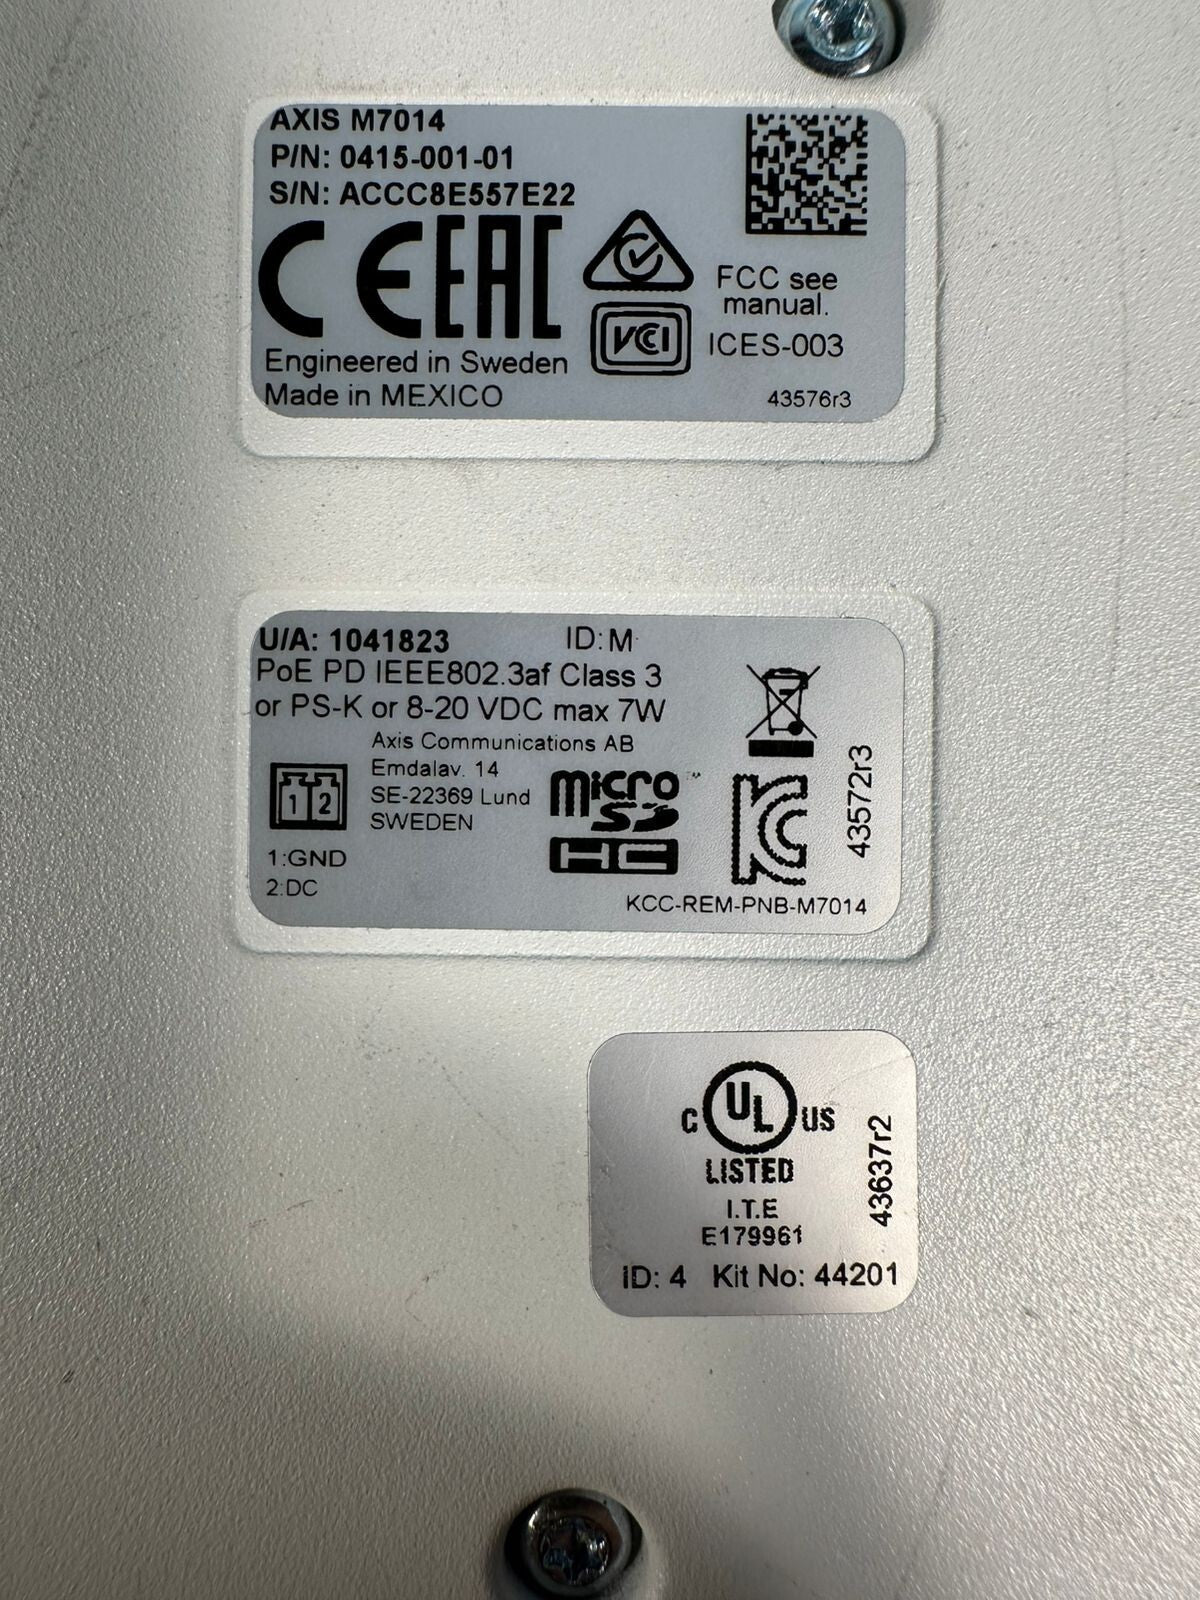 AXIS M7014
P/N: 0415-001-01
S/N: ACCC8E557E22
CE EAC
FCC see
manual.
VCI ICES-003
Engineered in Sweden
Made in MEXICO
43576r3
U/A: 1041823 ID: M
PoE PD IEEE802.3af Class 3
or PS-K or 8-20 VDC max 7W
Axis Communications AB
Emdalav. 14
SE-22369 Lund
SWEDEN
1 2
1:GND
2:DC
micro™
SD
HC
KC
43572r3
KCC-REM-PNB-M7014
C UL US
LISTED
I.T.E
E179961
43637r2
ID: 4 Kit No: 44201